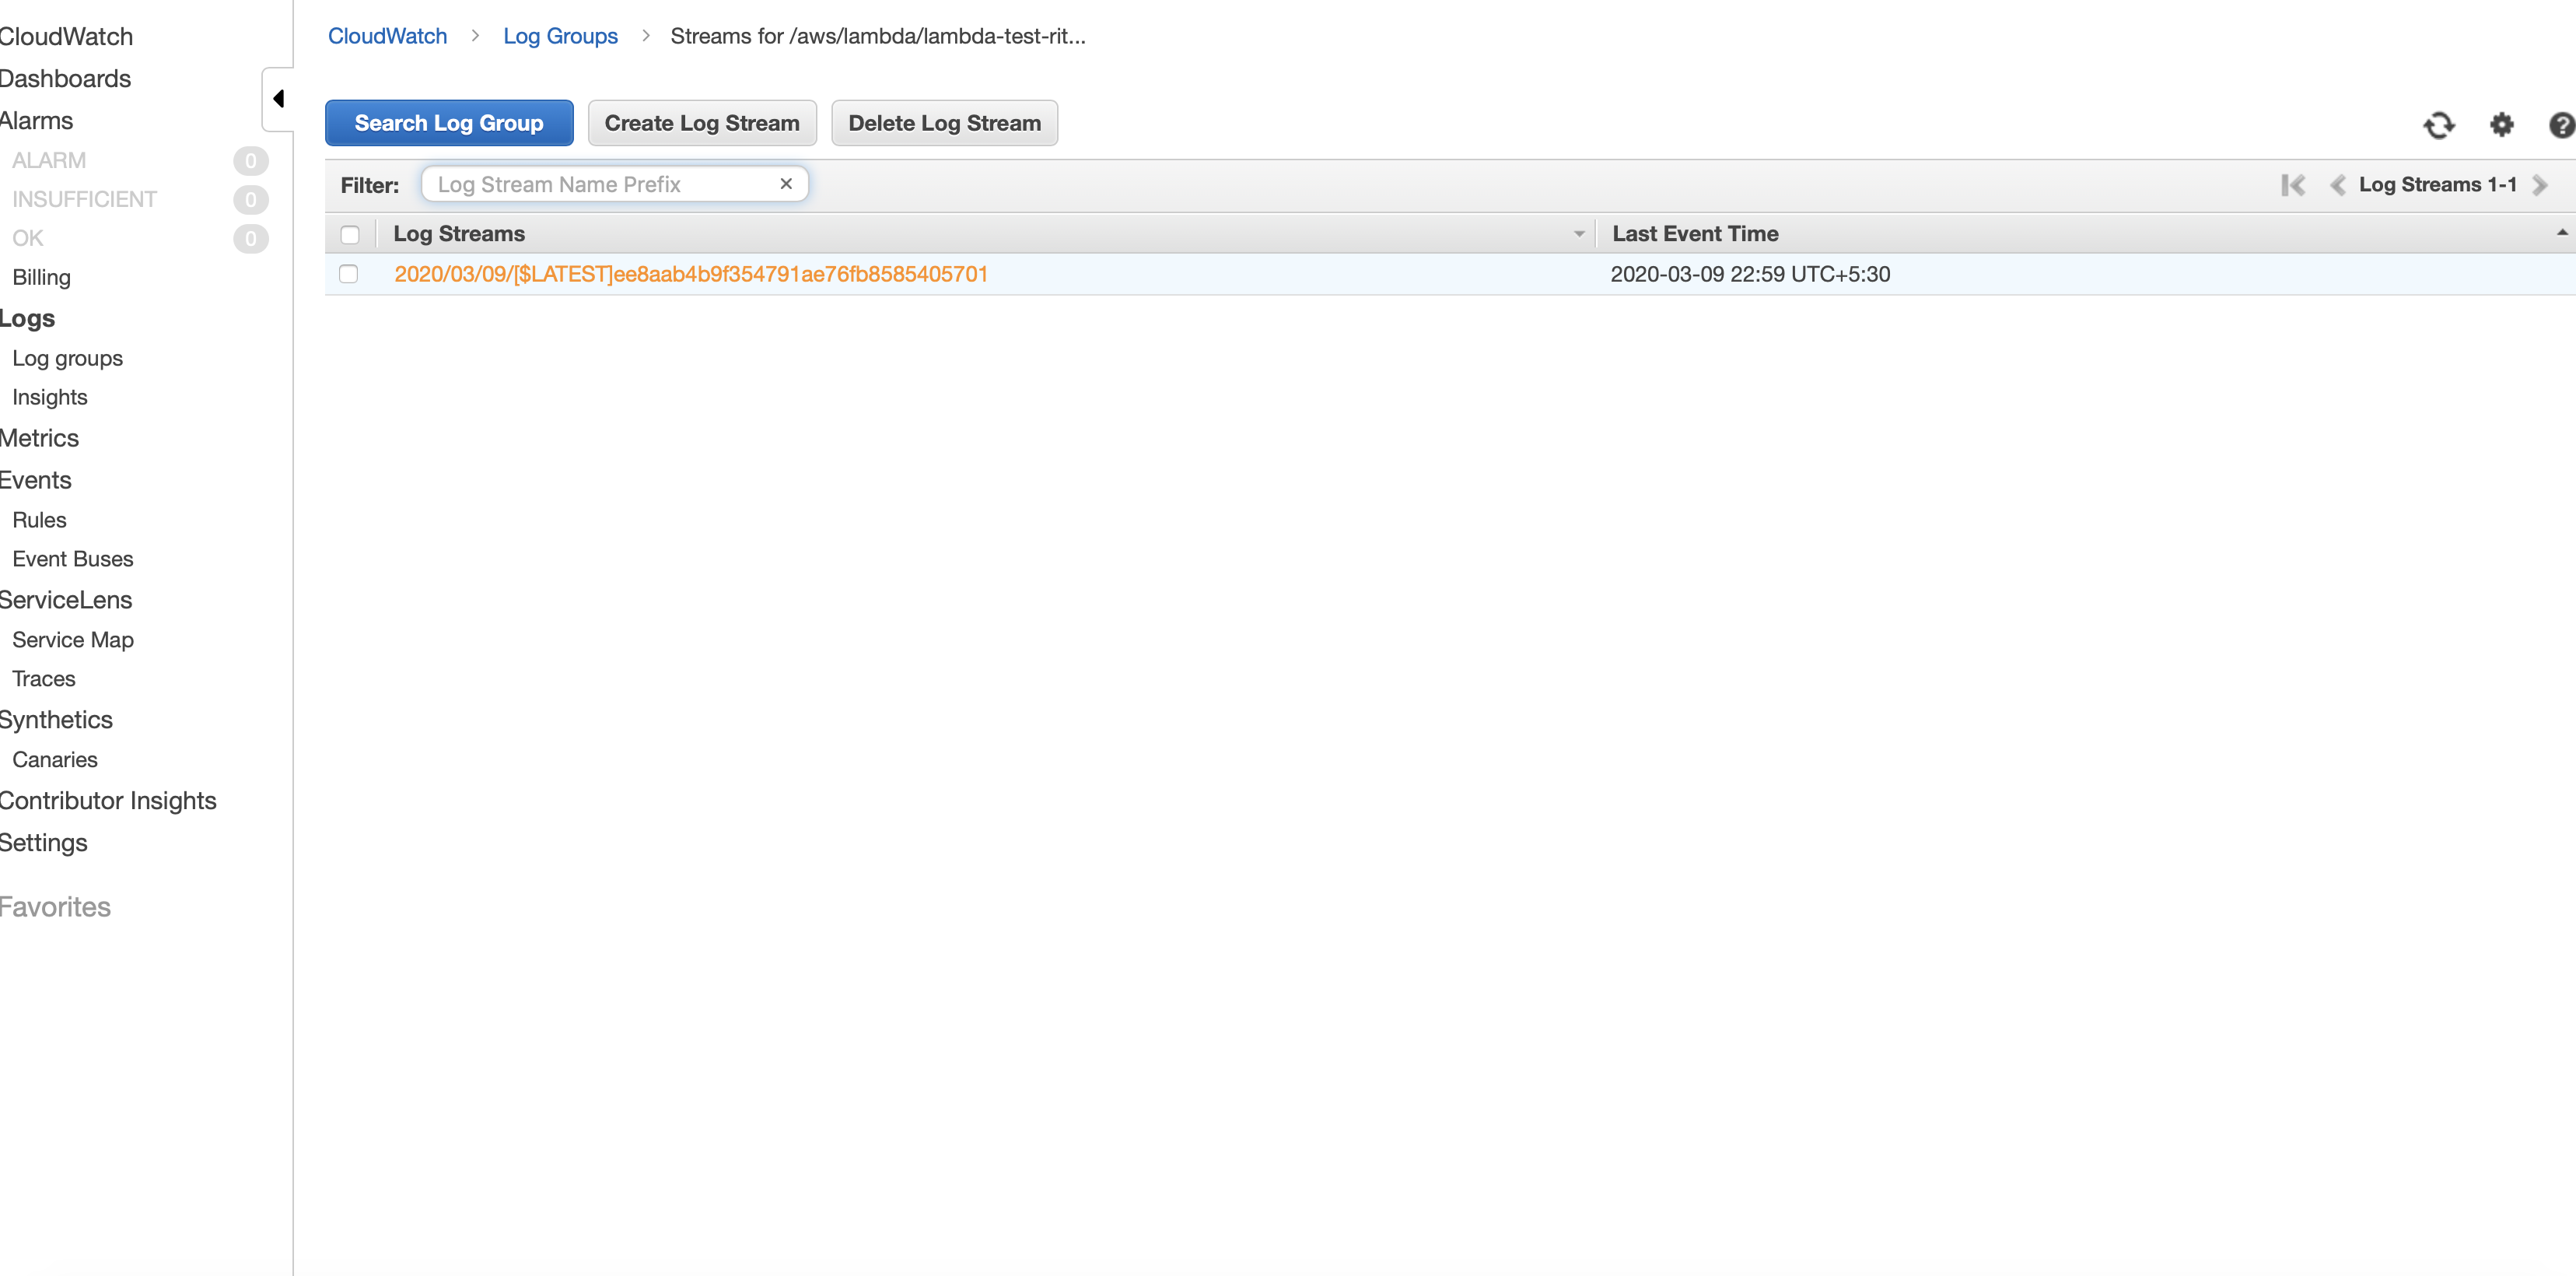 CloudWatch
Dashboards
Alarms
ALARM 0
INSUFFICIENT 0
OK 0
Billing
Logs
Log groups
Insights
Metrics
Events
Rules
Event Buses
ServiceLens
Service Map
Traces
Synthetics
Canaries
Contributor Insights
Settings
Favorites
CloudWatch > Log Groups > Streams for /aws/lambda/lambda-test-rit...
Search Log Group Create Log Stream Delete Log Stream
Filter: Log Stream Name Prefix × Log Streams 1-1
Log Streams Last Event Time
2020/03/09/[$LATEST]ee8aab4b9f354791ae76fb8585405701 2020-03-09 22:59 UTC+5:30